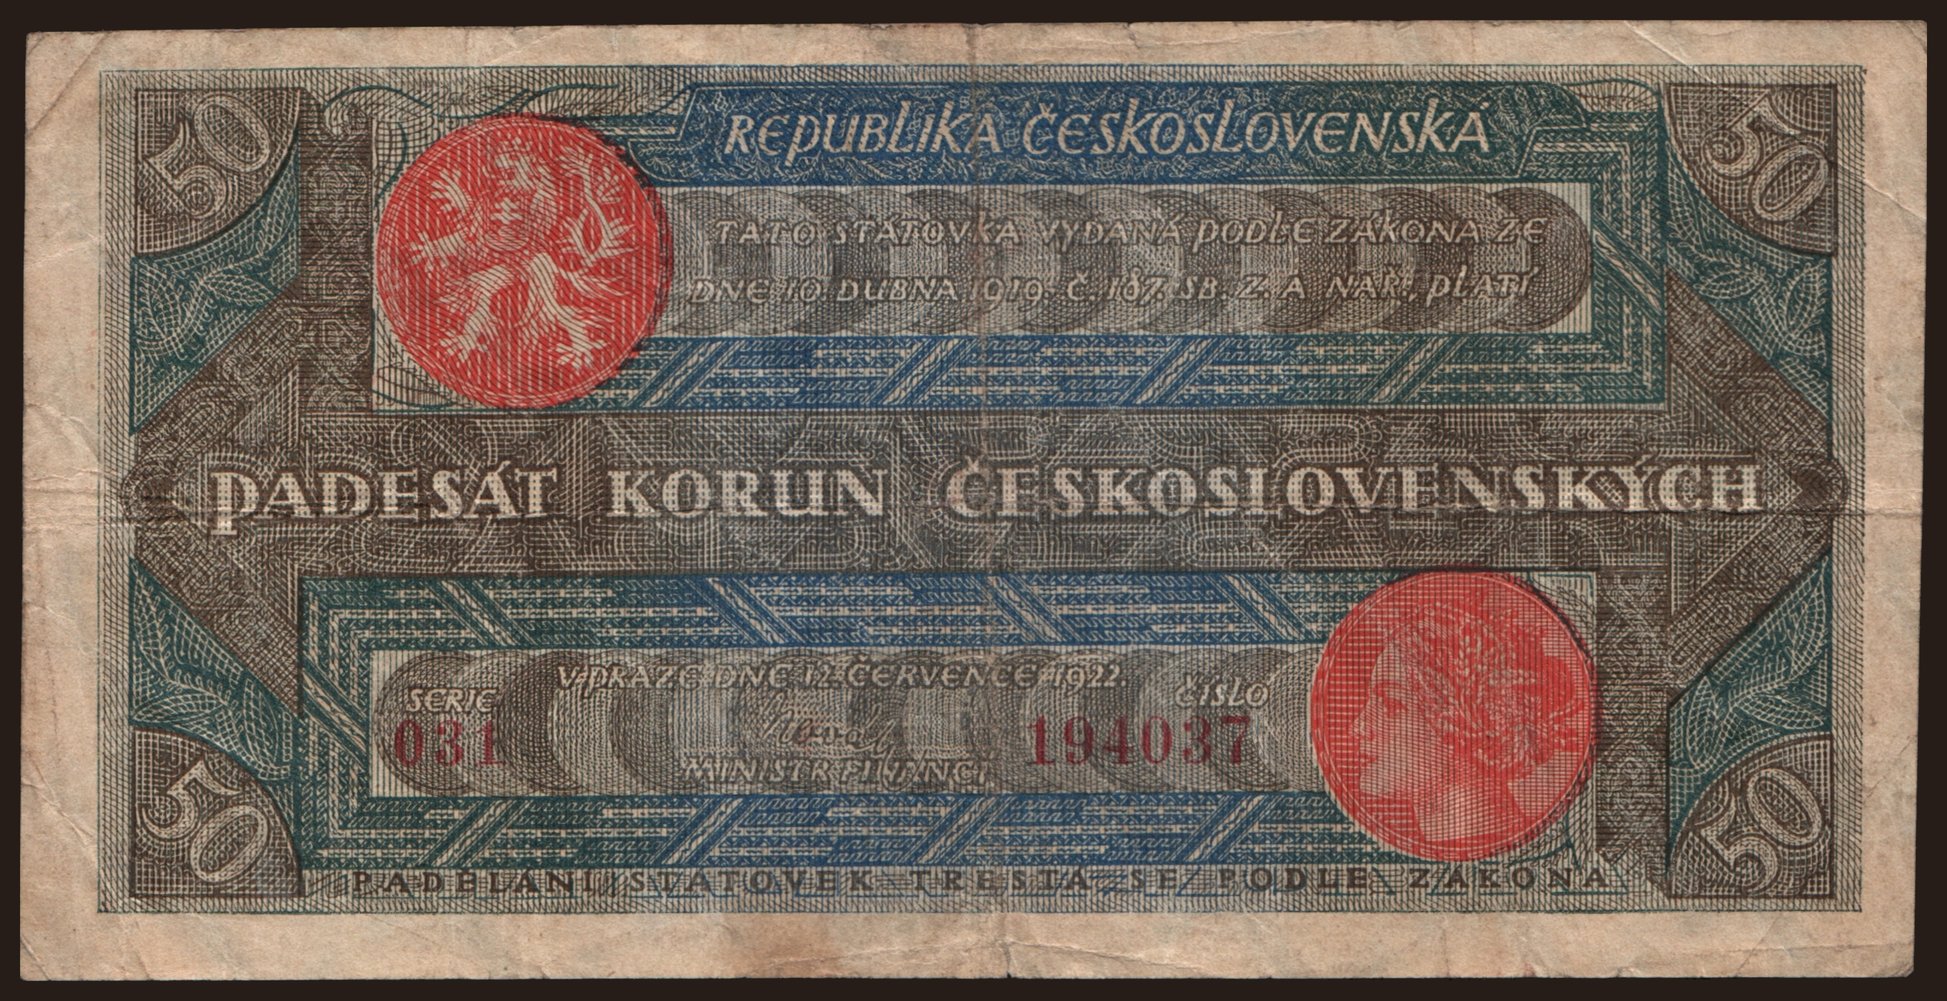 50
50
REPUBLIKA ČESKOSLOVENSKÁ
TATO STÁTOVKA VYDANÁ PODLE ZÁKONA ZE
DNE 10 DUBNA 1919. Č. 187. SB. Z. A NAŘ., PLATÍ
PADESÁT KORUN ČESKOSLOVENSKÝCH
V PRAZE DNE 12. ČERVENCE 1922.
SERIE
ČÍSLO
031
Novák
194037
MINISTR FINANCÍ
50
50
PADĚLÁNÍ STÁTOVEK TRESTÁ SE PODLE ZÁKONA